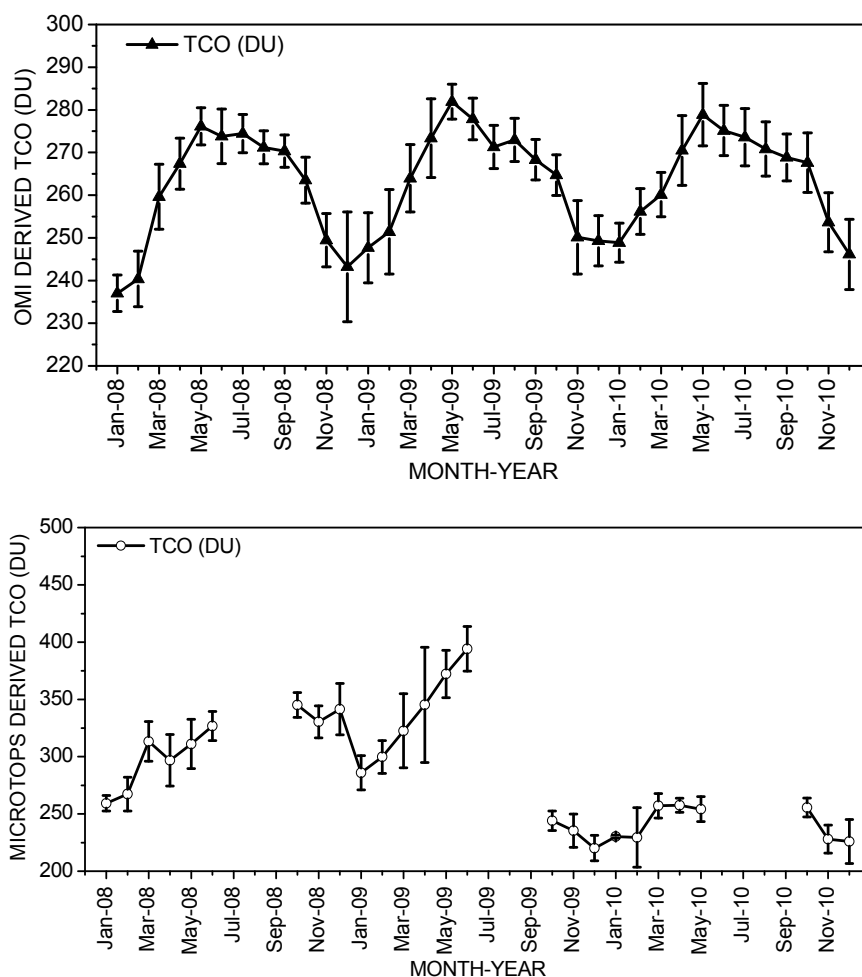 TCO (DU)
OMI DERIVED TCO (DU)
300
290
280
270
260
250
240
230
220
Jan-08
Mar-08
May-08
Jul-08
Sep-08
Nov-08
Jan-09
Mar-09
May-09
Jul-09
Sep-09
Nov-09
Jan-10
Mar-10
May-10
Jul-10
Sep-10
Nov-10
MONTH-YEAR
TCO (DU)
MICROTOPS DERIVED TCO (DU)
500
450
400
350
300
250
200
Jan-08
Mar-08
May-08
Jul-08
Sep-08
Nov-08
Jan-09
Mar-09
May-09
Jul-09
Sep-09
Nov-09
Jan-10
Mar-10
May-10
Jul-10
Sep-10
Nov-10
MONTH-YEAR